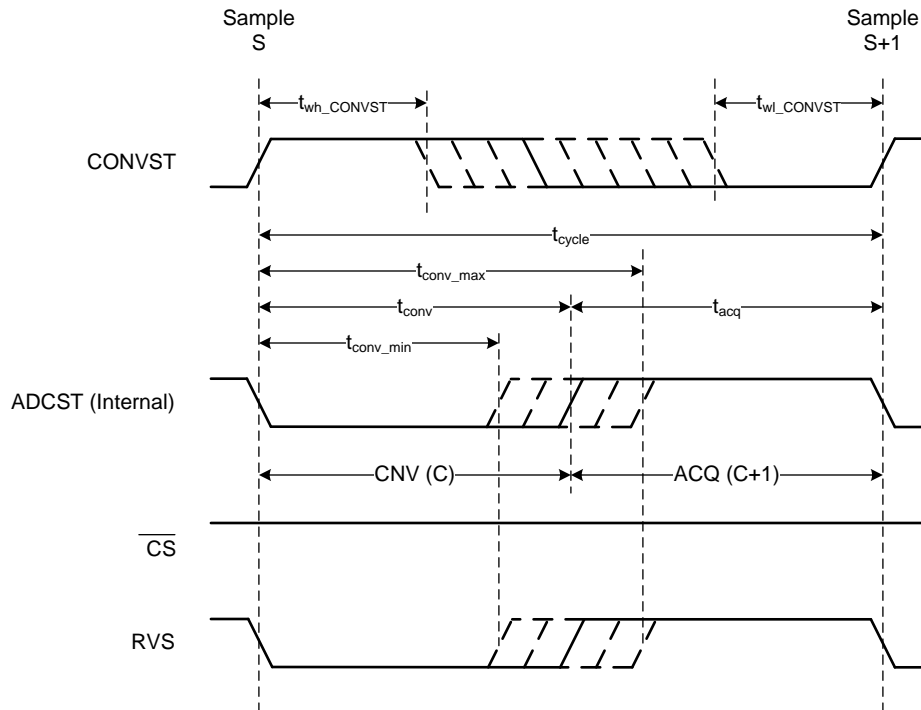 Sample
S
Sample
S+1
twh_CONVST
twl_CONVST
CONVST
tcycle
tconv_max
tconv
tacq
tconv_min
ADCST (Internal)
CNV (C)
ACQ (C+1)
CS
RVS